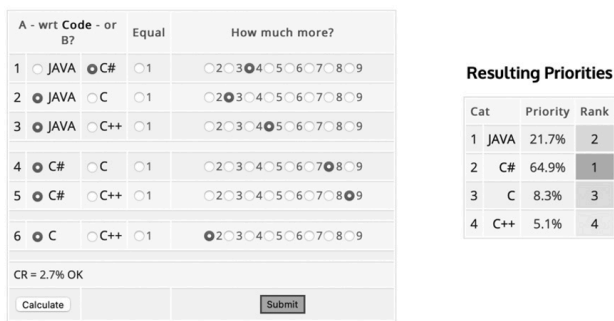 A - wrt Code - or B? Equal How much more?
1 JAVA C# 1 2 3 4 5 6 7 8 9
2 JAVA C 1 2 3 4 5 6 7 8 9
3 JAVA C++ 1 2 3 4 5 6 7 8 9
4 C# C 1 2 3 4 5 6 7 8 9
5 C# C++ 1 2 3 4 5 6 7 8 9
6 C C++ 1 2 3 4 5 6 7 8 9
CR = 2.7% OK
Calculate Submit
Resulting Priorities
Cat Priority Rank
1 JAVA 21.7% 2
2 C# 64.9% 1
3 C 8.3% 3
4 C++ 5.1% 4